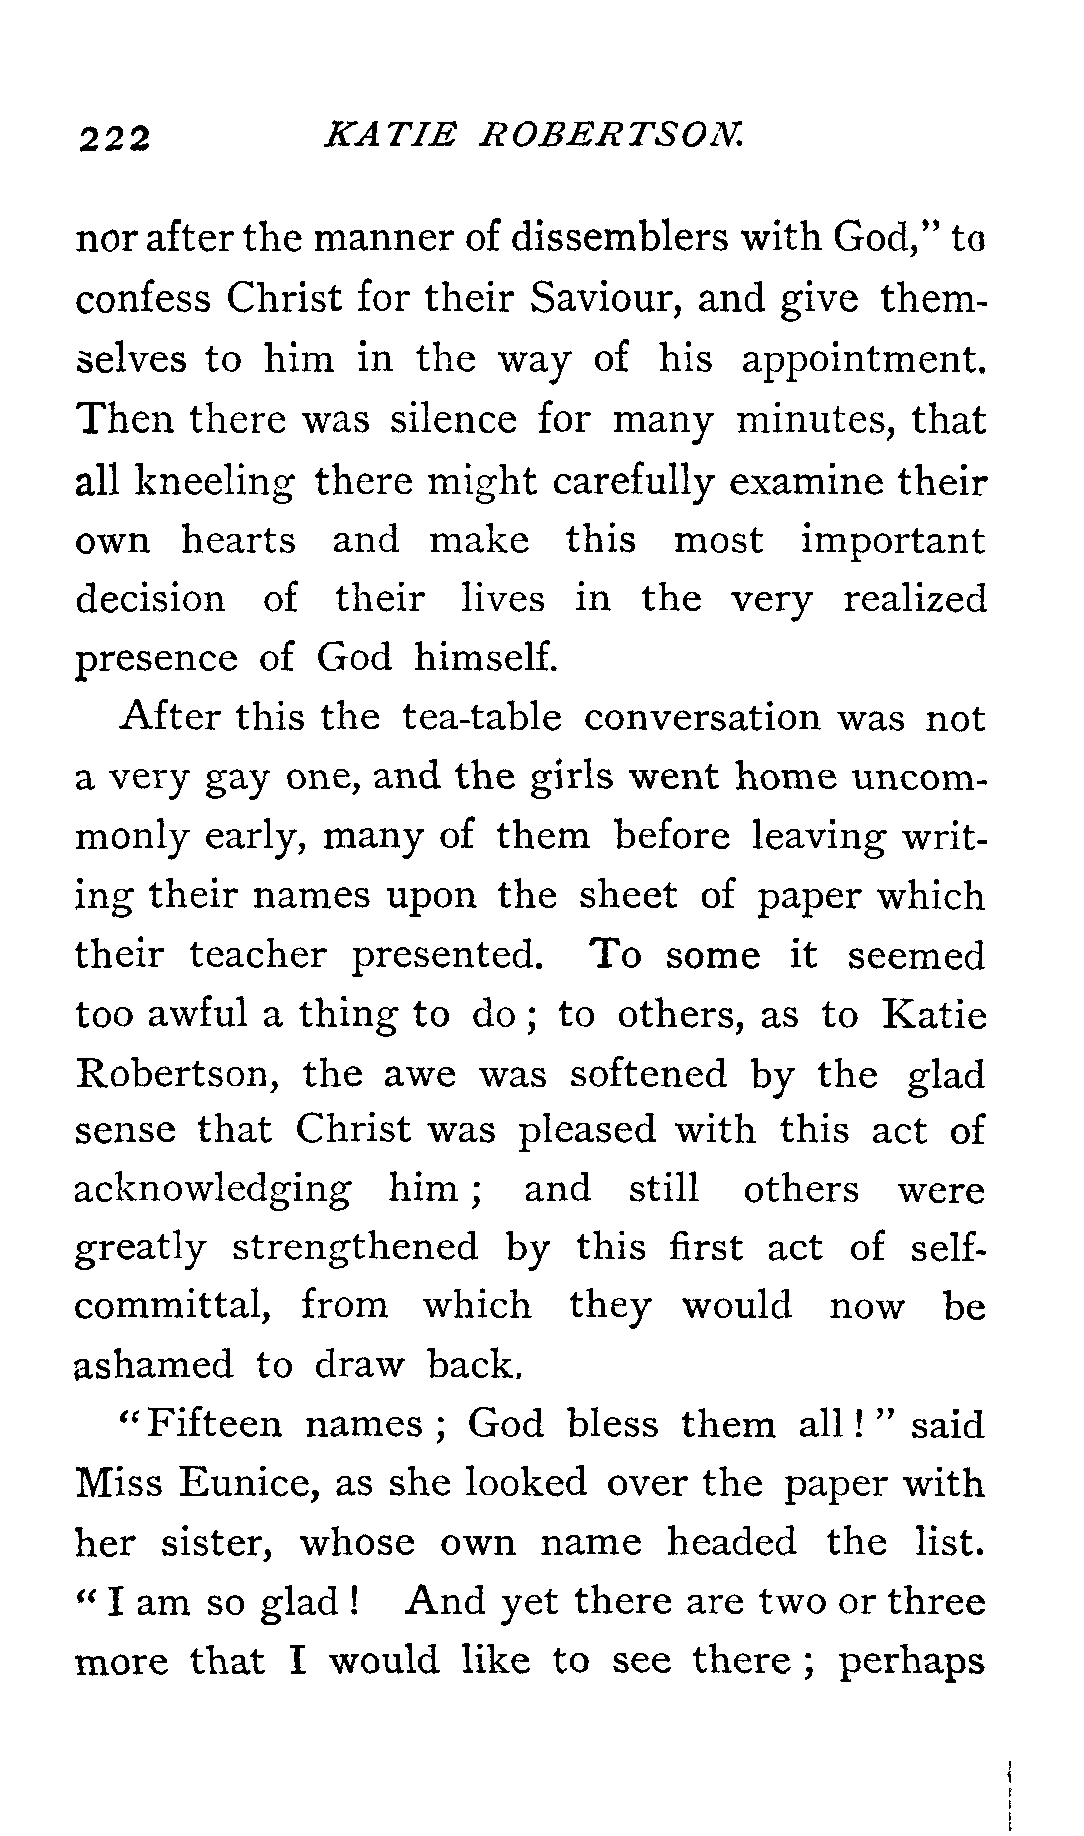 222 KATIE ROBERTSON.
nor after the manner of dissemblers with God,” to
confess Christ for their Saviour, and give them-
selves to him in the way of his appointment.
Then there was silence for many minutes, that
all kneeling there might carefully examine their
own hearts and make this most important
decision of their lives in the very realized
presence of God himself.
After this the tea-table conversation was not
a very gay one, and the girls went home uncom-
monly early, many of them before leaving writ-
ing their names upon the sheet of paper which
their teacher presented. To some it seemed
too awful a thing to do ; to others, as to Katie
Robertson, the awe was softened by the glad
sense that Christ was pleased with this act of
acknowledging him ; and still others were
greatly strengthened by this first act of self-
committal, from which they would now be
ashamed to draw back.
“Fifteen names ; God bless them all ! ” said
Miss Eunice, as she looked over the paper with
her sister, whose own name headed the list.
“ I am so glad ! And yet there are two or three
more that I would like to see there ; perhaps